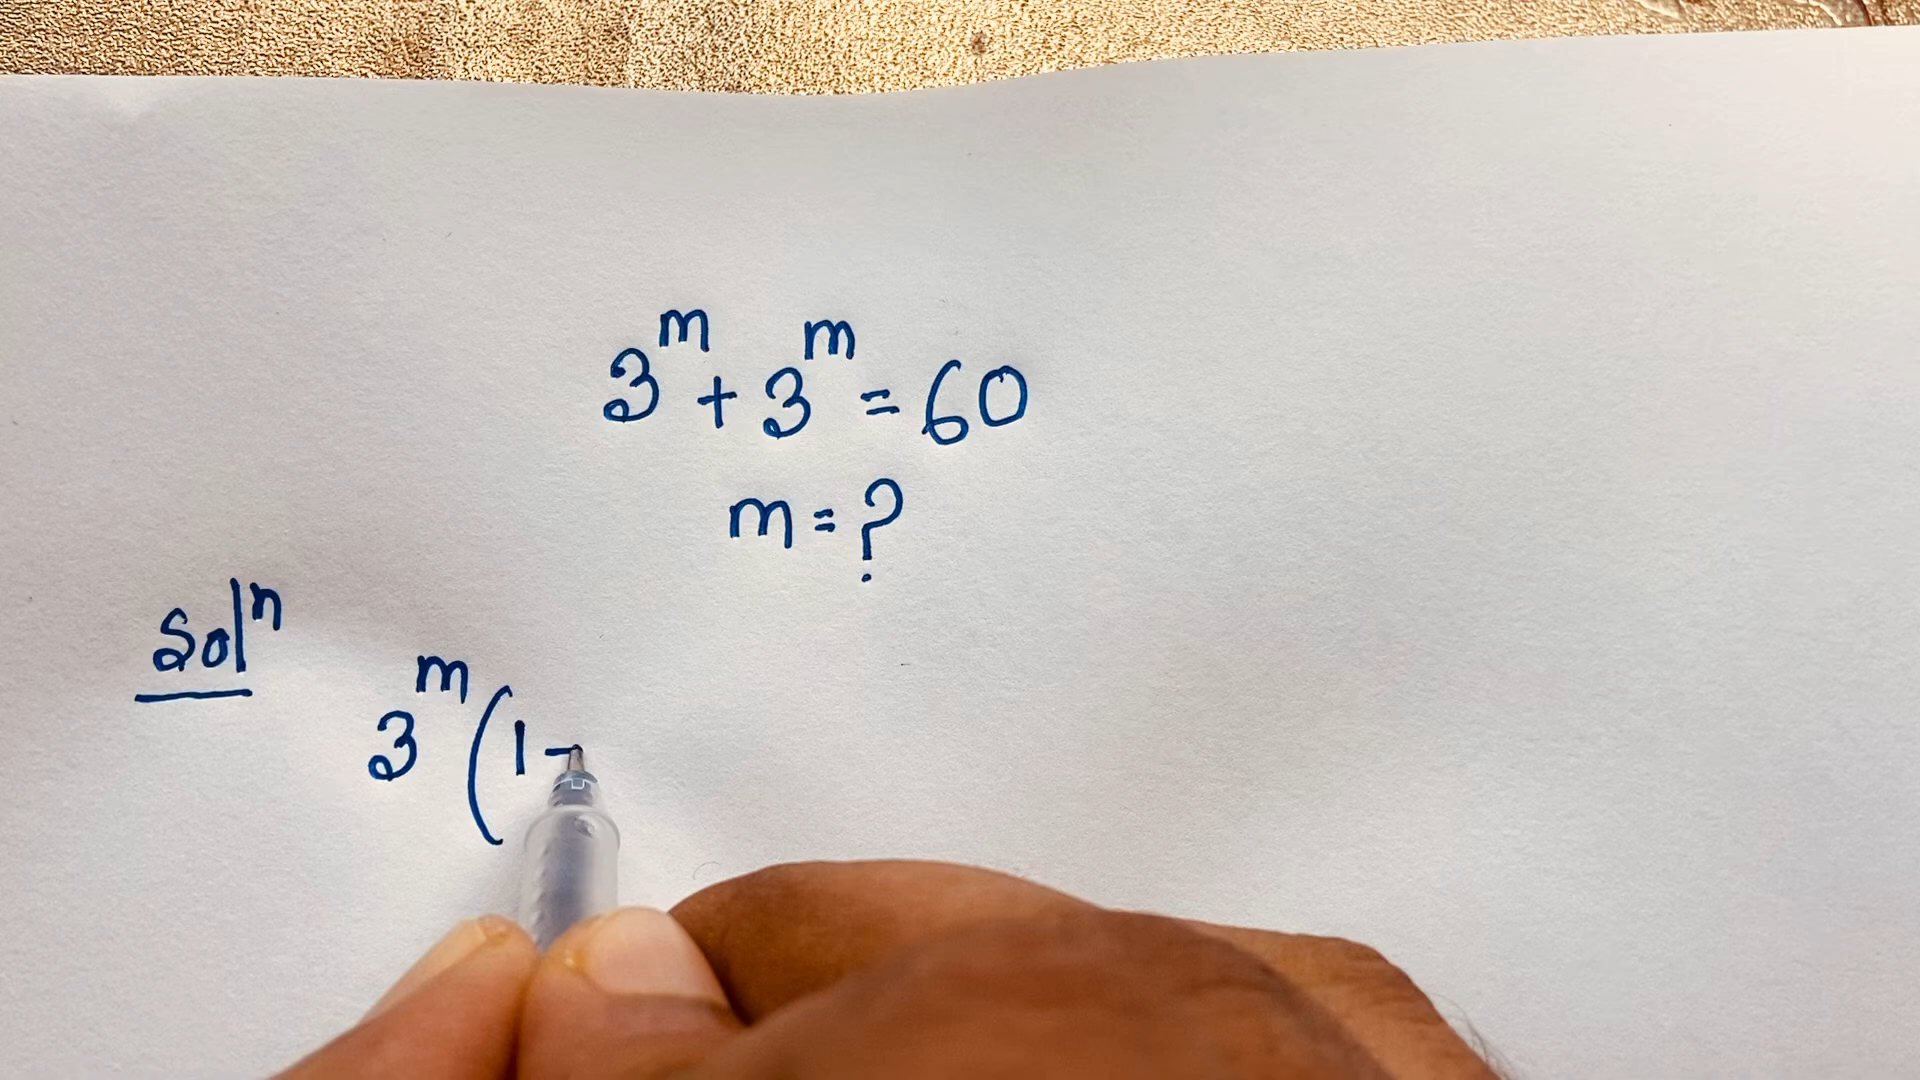 3^m + 3^m = 60
m = ?
Sol^n
3^m (1 -